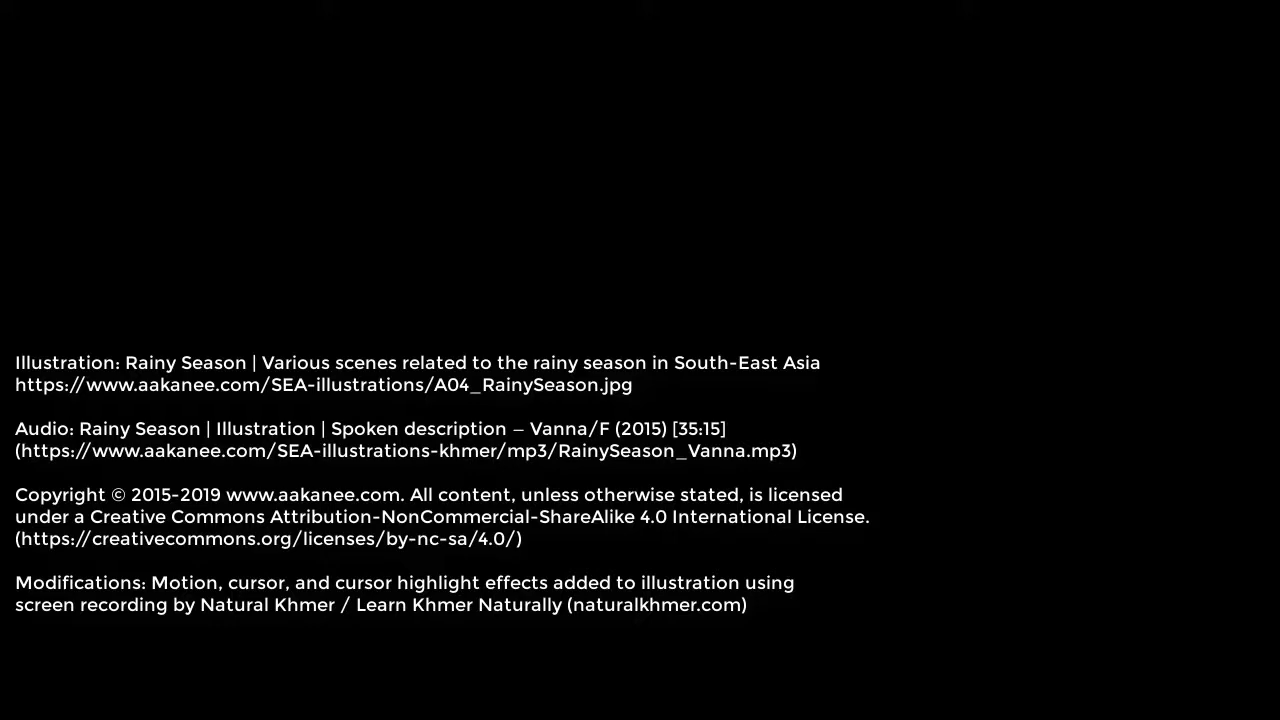 Illustration: Rainy Season | Various scenes related to the rainy season in South-East Asia
https://www.aakanee.com/SEA-illustrations/A04_RainySeason.jpg
Audio: Rainy Season | Illustration | Spoken description – Vanna/F (2015) [35:15]
(https://www.aakanee.com/SEA-illustrations-khmer/mp3/RainySeason_Vanna.mp3)
Copyright © 2015-2019 www.aakanee.com. All content, unless otherwise stated, is licensed
under a Creative Commons Attribution-NonCommercial-ShareAlike 4.0 International License.
(https://creativecommons.org/licenses/by-nc-sa/4.0/)
Modifications: Motion, cursor, and cursor highlight effects added to illustration using
screen recording by Natural Khmer / Learn Khmer Naturally (naturalkhmer.com)